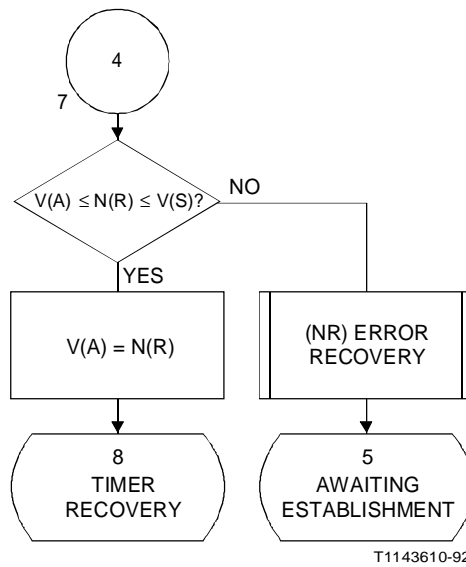 4
7
V(A) ≤ N(R) ≤ V(S)?
NO
YES
V(A) = N(R)
(NR) ERROR
RECOVERY
8
TIMER
RECOVERY
5
AWAITING
ESTABLISHMENT
T1143610-92